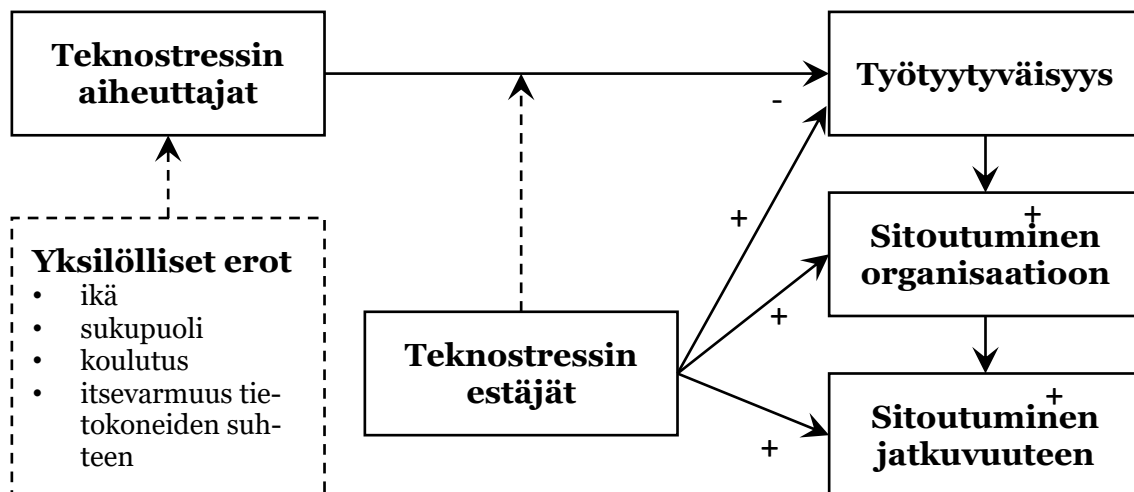 Teknostressin
aiheuttajat
Työtyytyväisyys
-
Yksilölliset erot
• ikä
• sukupuoli
• koulutus
• itsevarmuus tie-
tokoneiden suh-
teen
Teknostressin
estäjät
+
+
+
+
Sitoutuminen
organisaatioon
+
Sitoutuminen
jatkuvuuteen